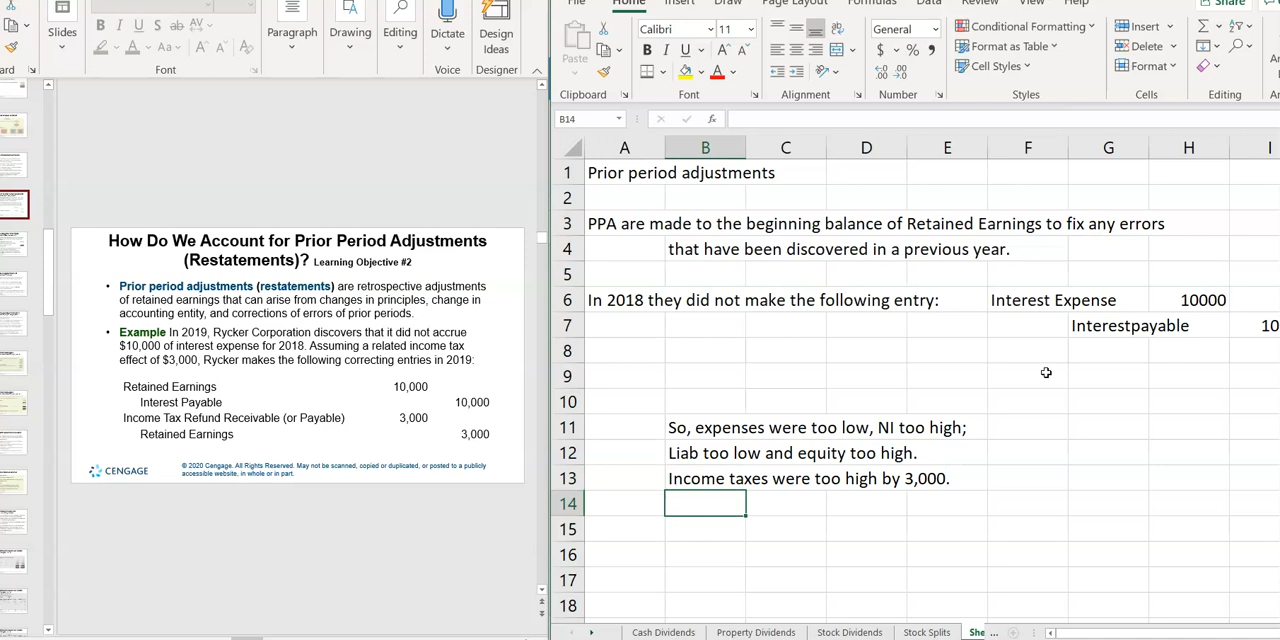 Slides
Font
Paragraph
Drawing
Editing
Dictate
Voice
Design
Ideas
Designer
How Do We Account for Prior Period Adjustments
(Restatements)? Learning Objective #2
• Prior period adjustments (restatements) are retrospective adjustments
of retained earnings that can arise from changes in principles, change in
accounting entity, and corrections of errors of prior periods.
• Example In 2019, Rycker Corporation discovers that it did not accrue
$10,000 of interest expense for 2018. Assuming a related income tax
effect of $3,000, Rycker makes the following correcting entries in 2019:
Retained Earnings 10,000
Interest Payable 10,000
Income Tax Refund Receivable (or Payable) 3,000
Retained Earnings 3,000
CENGAGE
© 2020 Cengage. All Rights Reserved. May not be scanned, copied or duplicated, or posted to a publicly
accessible website, in whole or in part.
File Home Insert Draw Page Layout Formulas Data Review View Help Share
Paste
Calibri 11
General
Conditional Formatting
Format as Table
Cell Styles
Insert
Delete
Format
Clipboard Font Alignment Number Styles Cells Editing
B14
fx
A B C D E F G H I
1 Prior period adjustments
2
3 PPA are made to the beginning balance of Retained Earnings to fix any errors
4 that have been discovered in a previous year.
5
6 In 2018 they did not make the following entry: Interest Expense 10000
7 Interestpayable 10
8
9
10
11 So, expenses were too low, NI too high;
12 Liab too low and equity too high.
13 Income taxes were too high by 3,000.
14
15
16
17
18
Cash Dividends Property Dividends Stock Dividends Stock Splits She ...